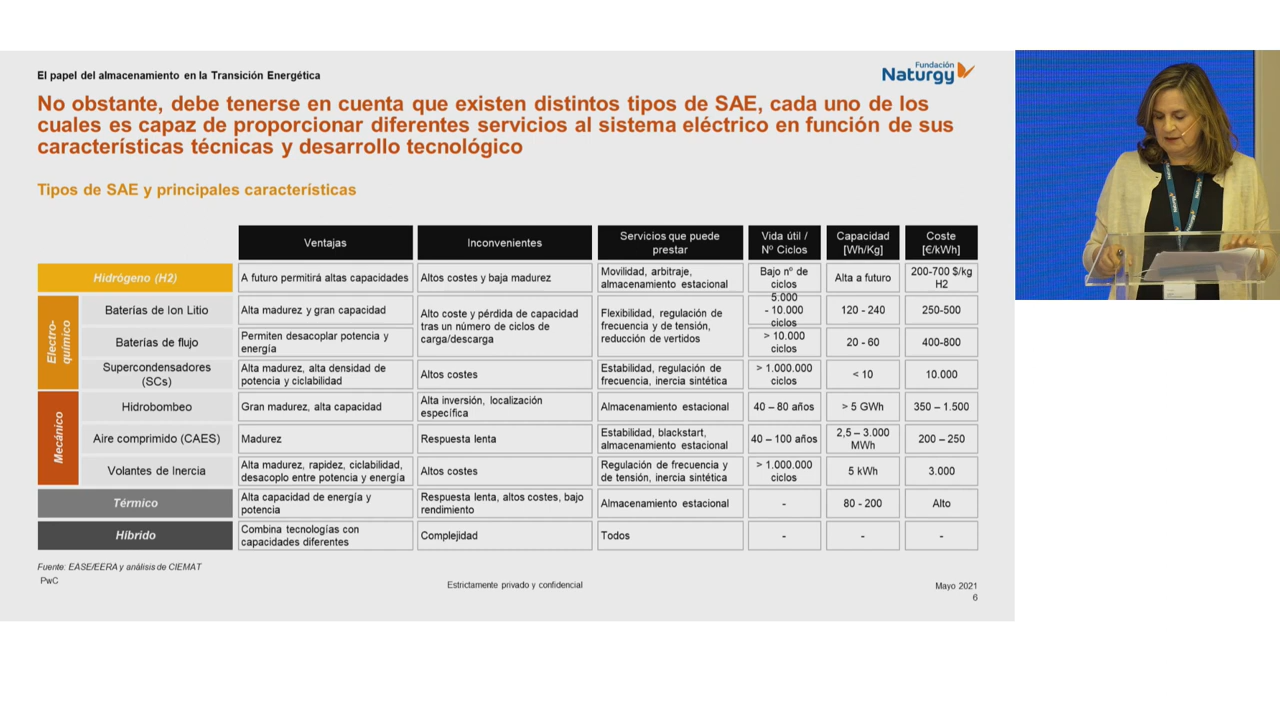 El papel del almacenamiento en la Transición Energética
Fundación
Naturgy
No obstante, debe tenerse en cuenta que existen distintos tipos de SAE, cada uno de los
cuales es capaz de proporcionar diferentes servicios al sistema eléctrico en función de sus
características técnicas y desarrollo tecnológico
Tipos de SAE y principales características
Ventajas
Inconvenientes
Servicios que puede
prestar
Vida útil /
Nº Ciclos
Capacidad
[Wh/Kg]
Coste
[€/kWh]
Hidrógeno (H2)
A futuro permitirá altas capacidades
Altos costes y baja madurez
Movilidad, arbitraje,
almacenamiento estacional
Bajo nº de
ciclos
Alta a futuro
200-700 $/kg
H2
Electro-
químico
Baterías de Ion Litio
Alta madurez y gran capacidad
Alto coste y pérdida de capacidad
tras un número de ciclos de
carga/descarga
Flexibilidad, regulación de
frecuencia y de tensión,
reducción de vertidos
5.000
- 10.000
ciclos
120 - 240
250-500
Baterías de flujo
Permiten desacoplar potencia y
energía
> 10.000
ciclos
20 - 60
400-800
Supercondensadores
(SCs)
Alta madurez, alta densidad de
potencia y ciclabilidad
Altos costes
Estabilidad, regulación de
frecuencia, inercia sintética
> 1.000.000
ciclos
< 10
10.000
Mecánico
Hidrobombeo
Gran madurez, alta capacidad
Alta inversión, localización
específica
Almacenamiento estacional
40 – 80 años
> 5 GWh
350 – 1.500
Aire comprimido (CAES)
Madurez
Respuesta lenta
Estabilidad, blackstart,
almacenamiento estacional
40 – 100 años
2,5 – 3.000
MWh
200 – 250
Volantes de Inercia
Alta madurez, rapidez, ciclabilidad,
desacoplo entre potencia y energía
Altos costes
Regulación de frecuencia y
de tensión, inercia sintética
> 1.000.000
ciclos
5 kWh
3.000
Térmico
Alta capacidad de energía y
potencia
Respuesta lenta, altos costes, bajo
rendimiento
Almacenamiento estacional
-
80 - 200
Alto
Híbrido
Combina tecnologías con
capacidades diferentes
Complejidad
Todos
-
-
-
Fuente: EASE/EERA y análisis de CIEMAT
PwC
Estrictamente privado y confidencial
Mayo 2021
6
Naturgy